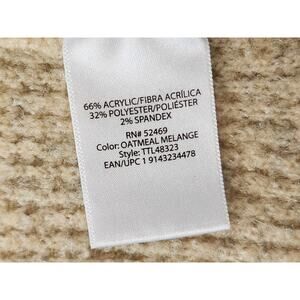 66% ACRYLIC/FIBRA ACRÍLICA
32% POLYESTER/POLIÉSTER
2% SPANDEX
RN# 52469
Color: OATMEAL MELANGE
Style: TTL48323
EAN/UPC 1 9143234478